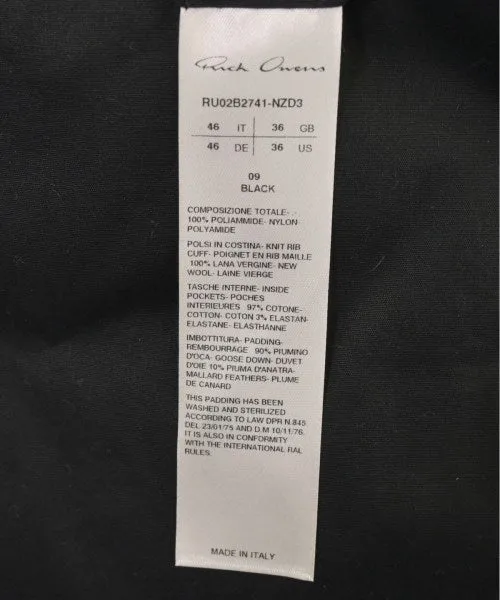 Rick Owens
RU02B2741-NZD3
46 IT 36 GB
46 DE 36 US
09
BLACK
COMPOSIZIONE TOTALE- .-
100% POLIAMMIDE- NYLON-
POLYAMIDE
POLSI IN COSTINA- KNIT RIB
CUFF- POIGNET EN RIB MAILLE
100% LANA VERGINE- NEW
WOOL- LAINE VIERGE
TASCHE INTERNE- INSIDE
POCKETS- POCHES
INTERIEURES 97% COTONE-
COTTON- COTON 3% ELASTAN-
ELASTANE- ELASTHANNE
IMBOTTITURA- PADDING-
REMBOURRAGE 90% PIUMINO
D'OCA- GOOSE DOWN- DUVET
D'OIE 10% PIUMA D'ANATRA-
MALLARD FEATHERS- PLUME
DE CANARD
THIS PADDING HAS BEEN
WASHED AND STERILIZED
ACCORDING TO LAW DPR N.845
DEL 23/01/75 AND D.M 10/11/76.
IT IS ALSO IN CONFORMITY
WITH THE INTERNATIONAL RAL
RULES.
MADE IN ITALY